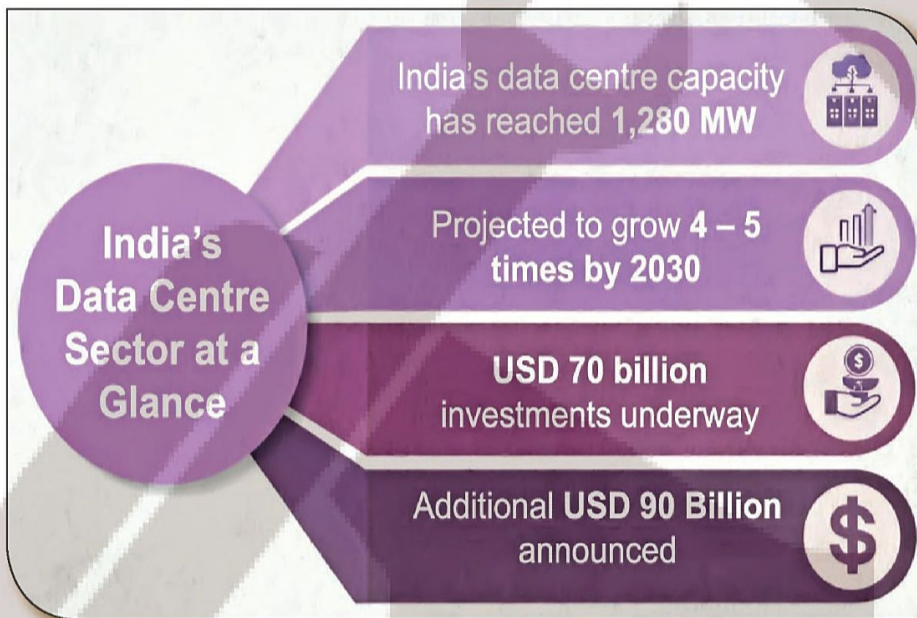 India's
Data Centre
Sector at a
Glance
India's data centre capacity
has reached 1,280 MW
Projected to grow 4 – 5
times by 2030
USD 70 billion
investments underway
Additional USD 90 Billion
announced